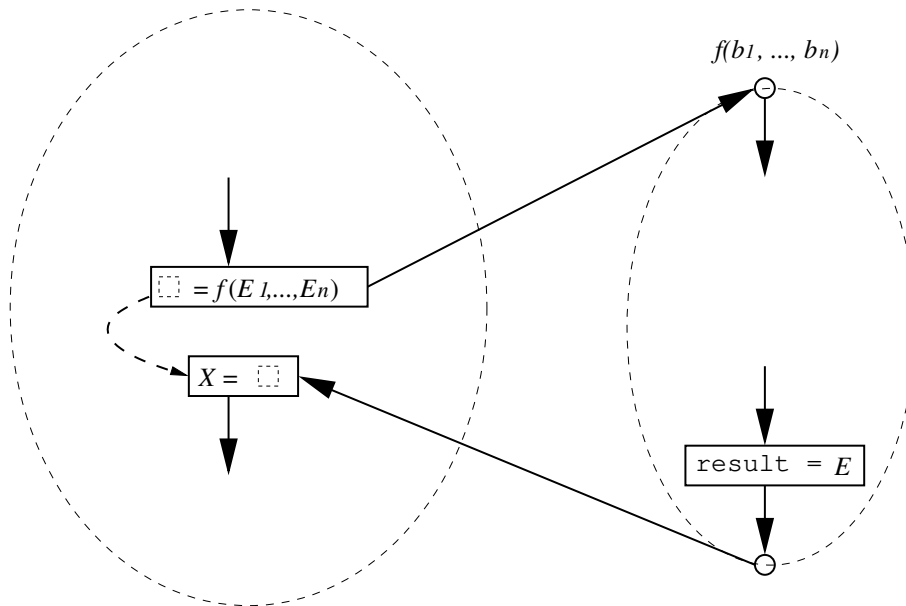 f(b1, ..., bn)
= f(E1,...,En)
X =
result = E